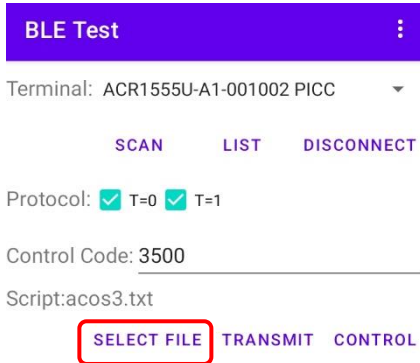 BLE Test
Terminal: ACR1555U-A1-001002 PICC
SCAN LIST DISCONNECT
Protocol: T=0 T=1
Control Code: 3500
Script:acos3.txt
SELECT FILE TRANSMIT CONTROL